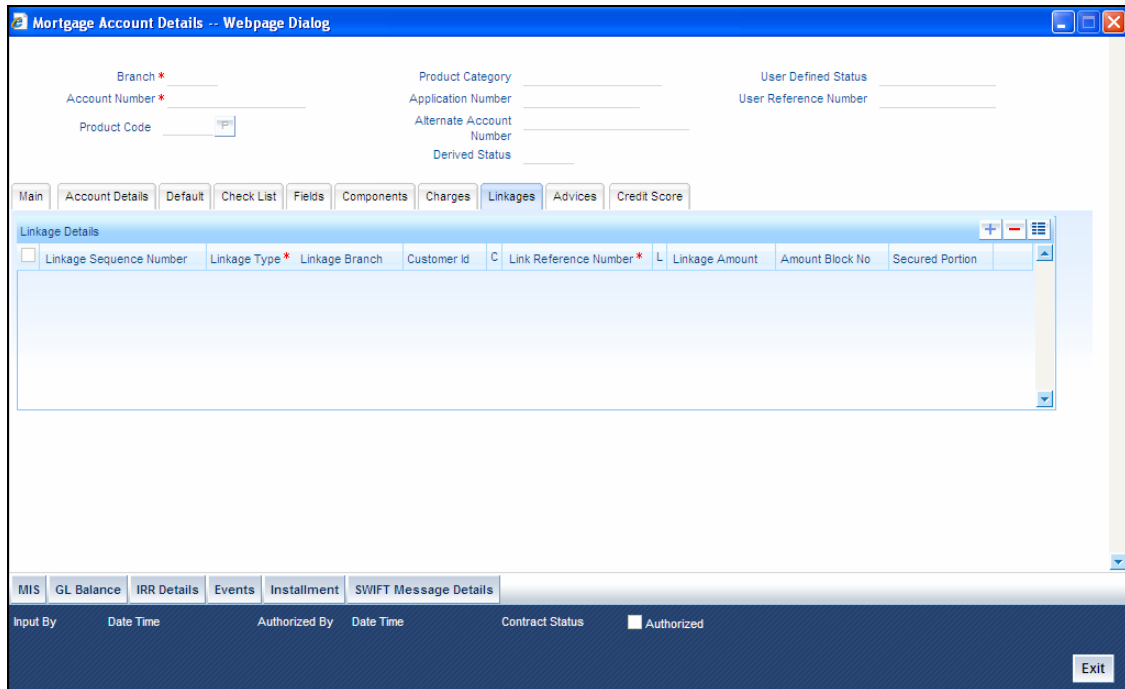 Mortgage Account Details -- Webpage Dialog
Branch * Product Category User Defined Status
Account Number * Application Number User Reference Number
Product Code P Alternate Account Number
Derived Status
Main Account Details Default Check List Fields Components Charges Linkages Advices Credit Score
Linkage Details
Linkage Sequence Number Linkage Type * Linkage Branch Customer Id C Link Reference Number * L Linkage Amount Amount Block No Secured Portion
MIS GL Balance IRR Details Events Installment SWIFT Message Details
Input By Date Time Authorized By Date Time Contract Status Authorized
Exit